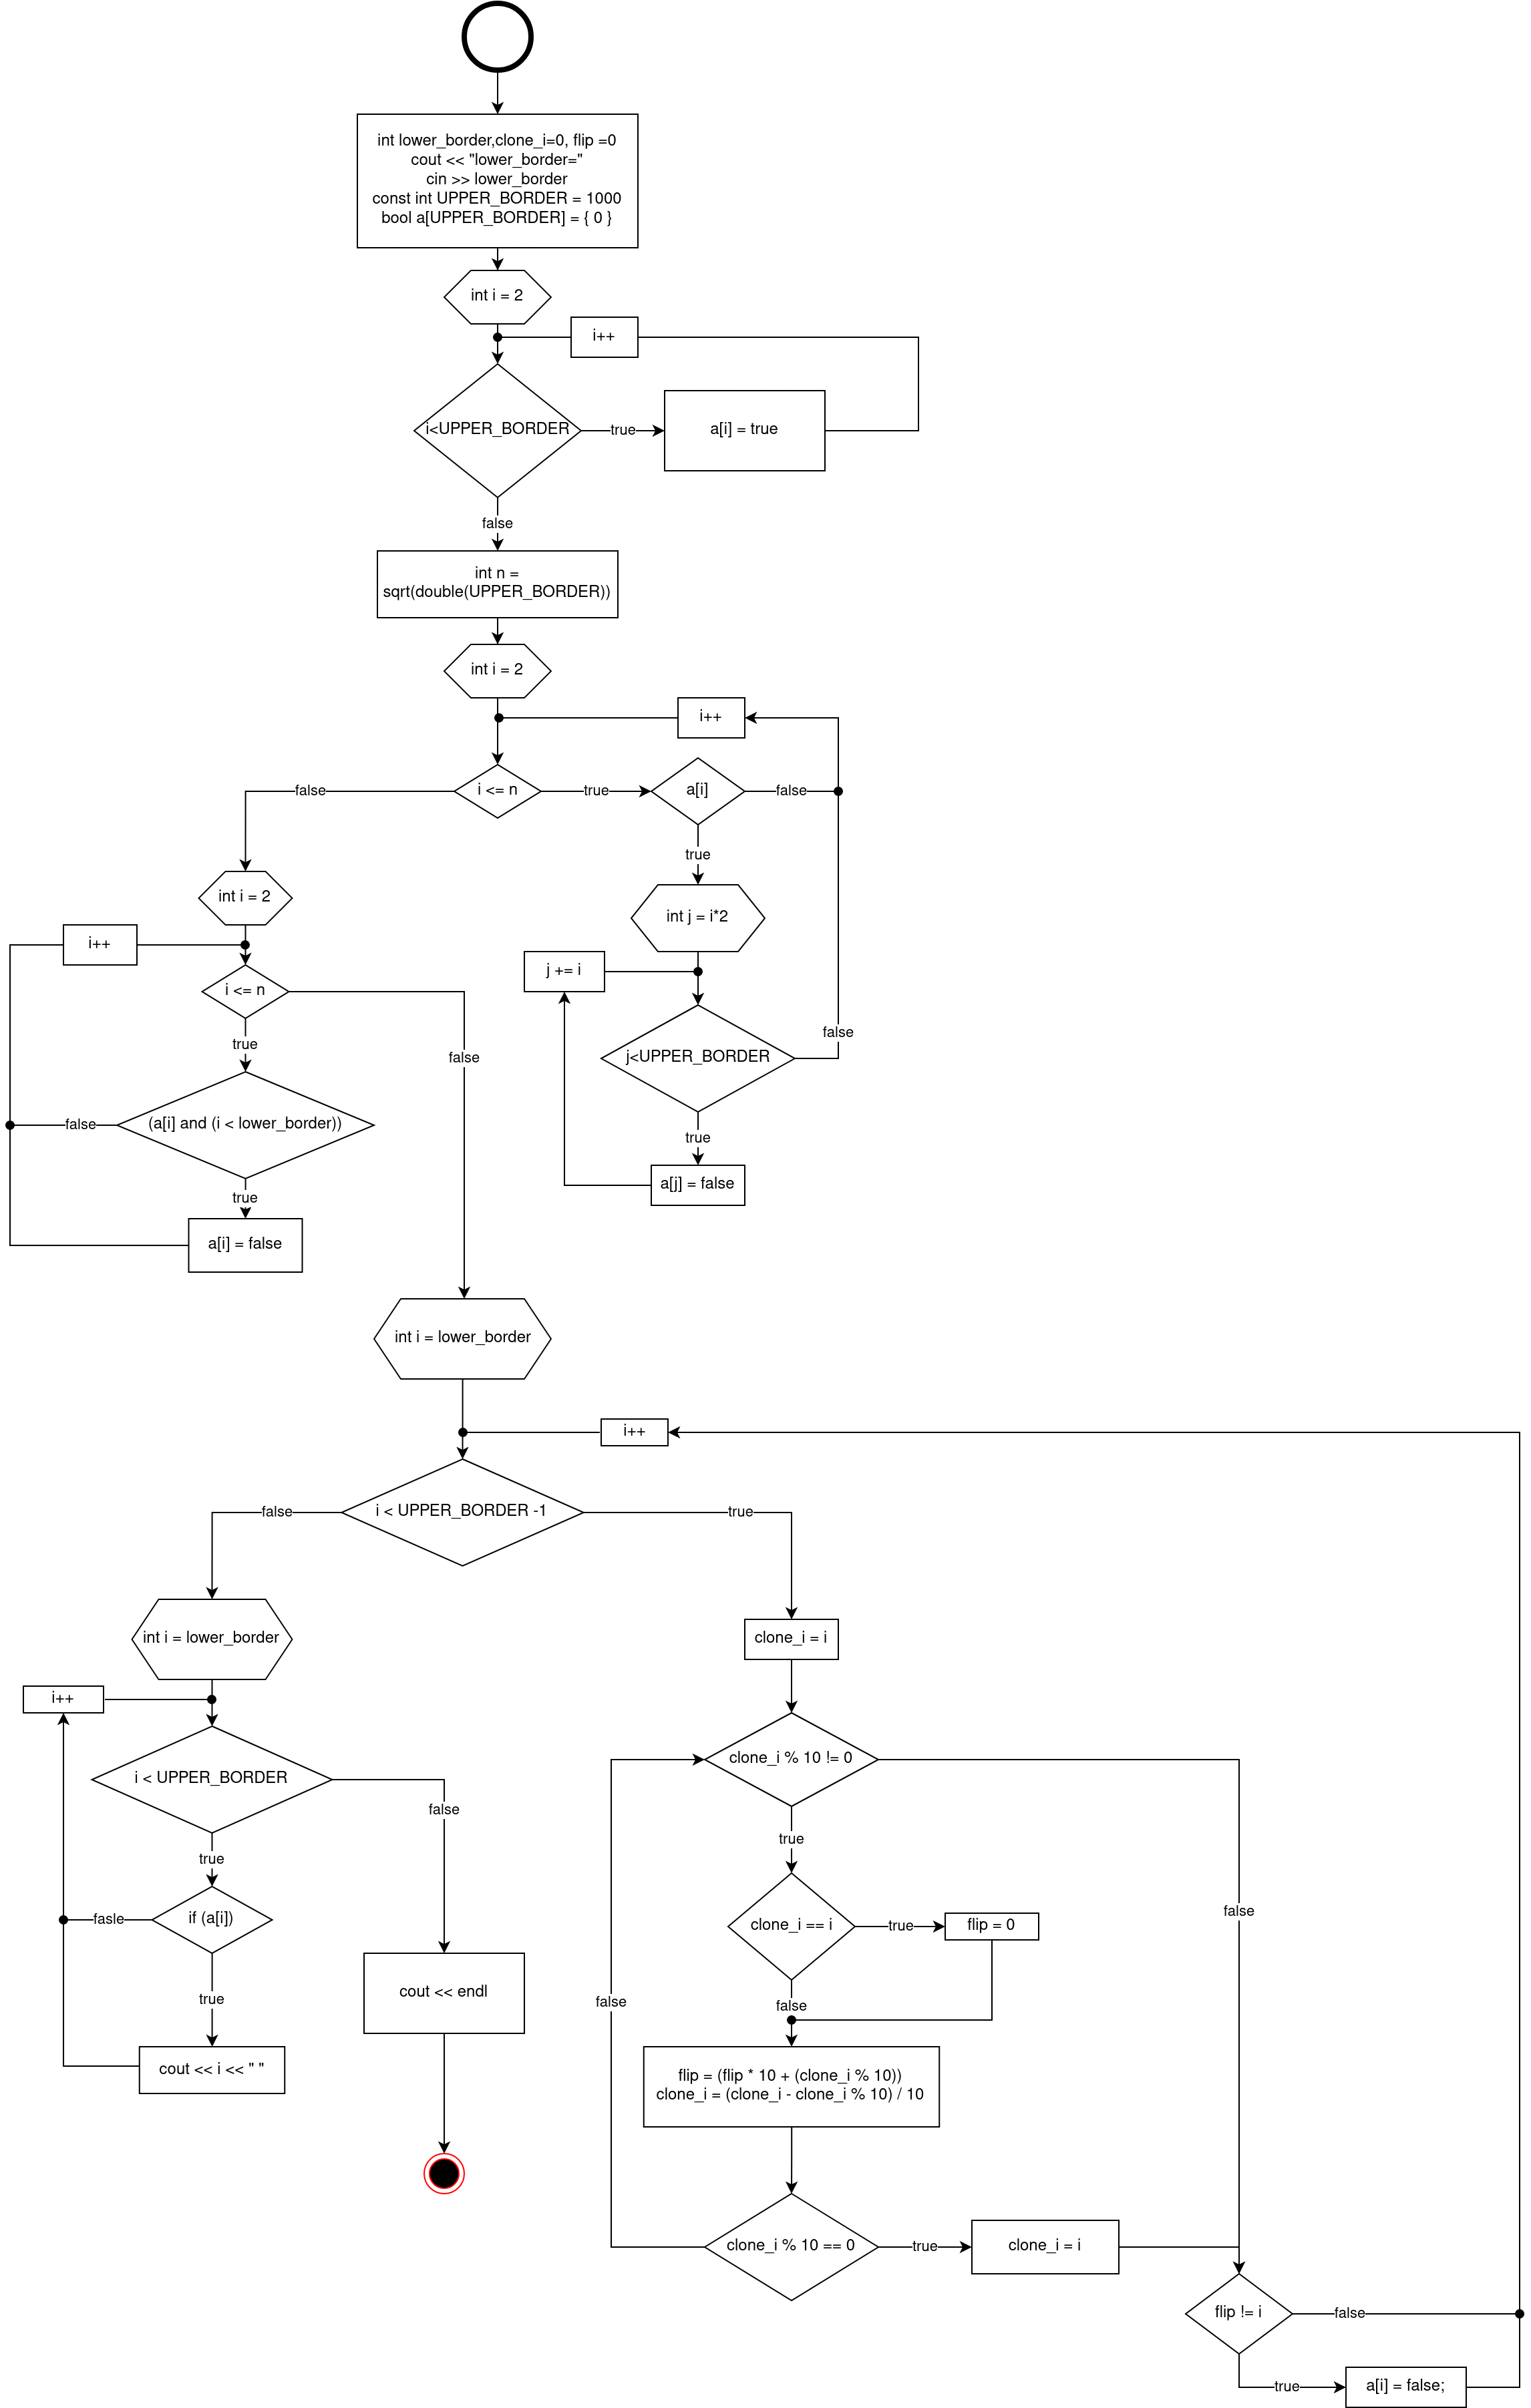 int lower_border,clone_i=0, flip =0
cout << "lower_border="
cin >> lower_border
const int UPPER_BORDER = 1000
bool a[UPPER_BORDER] = { 0 }
int i = 2
i++
i<UPPER_BORDER
true
a[i] = true
false
int n =
sqrt(double(UPPER_BORDER))
int i = 2
i++
i <= n
true
a[i]
false
false
true
int i = 2
int j = i*2
i++
j += i
i <= n
true
false
j<UPPER_BORDER
false
(a[i] and (i < lower_border))
false
true
true
a[j] = false
a[i] = false
int i = lower_border
i++
i < UPPER_BORDER -1
false
true
int i = lower_border
clone_i = i
i++
i < UPPER_BORDER
false
true
if (a[i])
fasle
true
cout << i << " "
cout << endl
clone_i % 10 != 0
true
false
clone_i == i
true
flip = 0
false
false
flip = (flip * 10 + (clone_i % 10))
clone_i = (clone_i - clone_i % 10) / 10
clone_i % 10 == 0
true
clone_i = i
flip != i
false
true
a[i] = false;